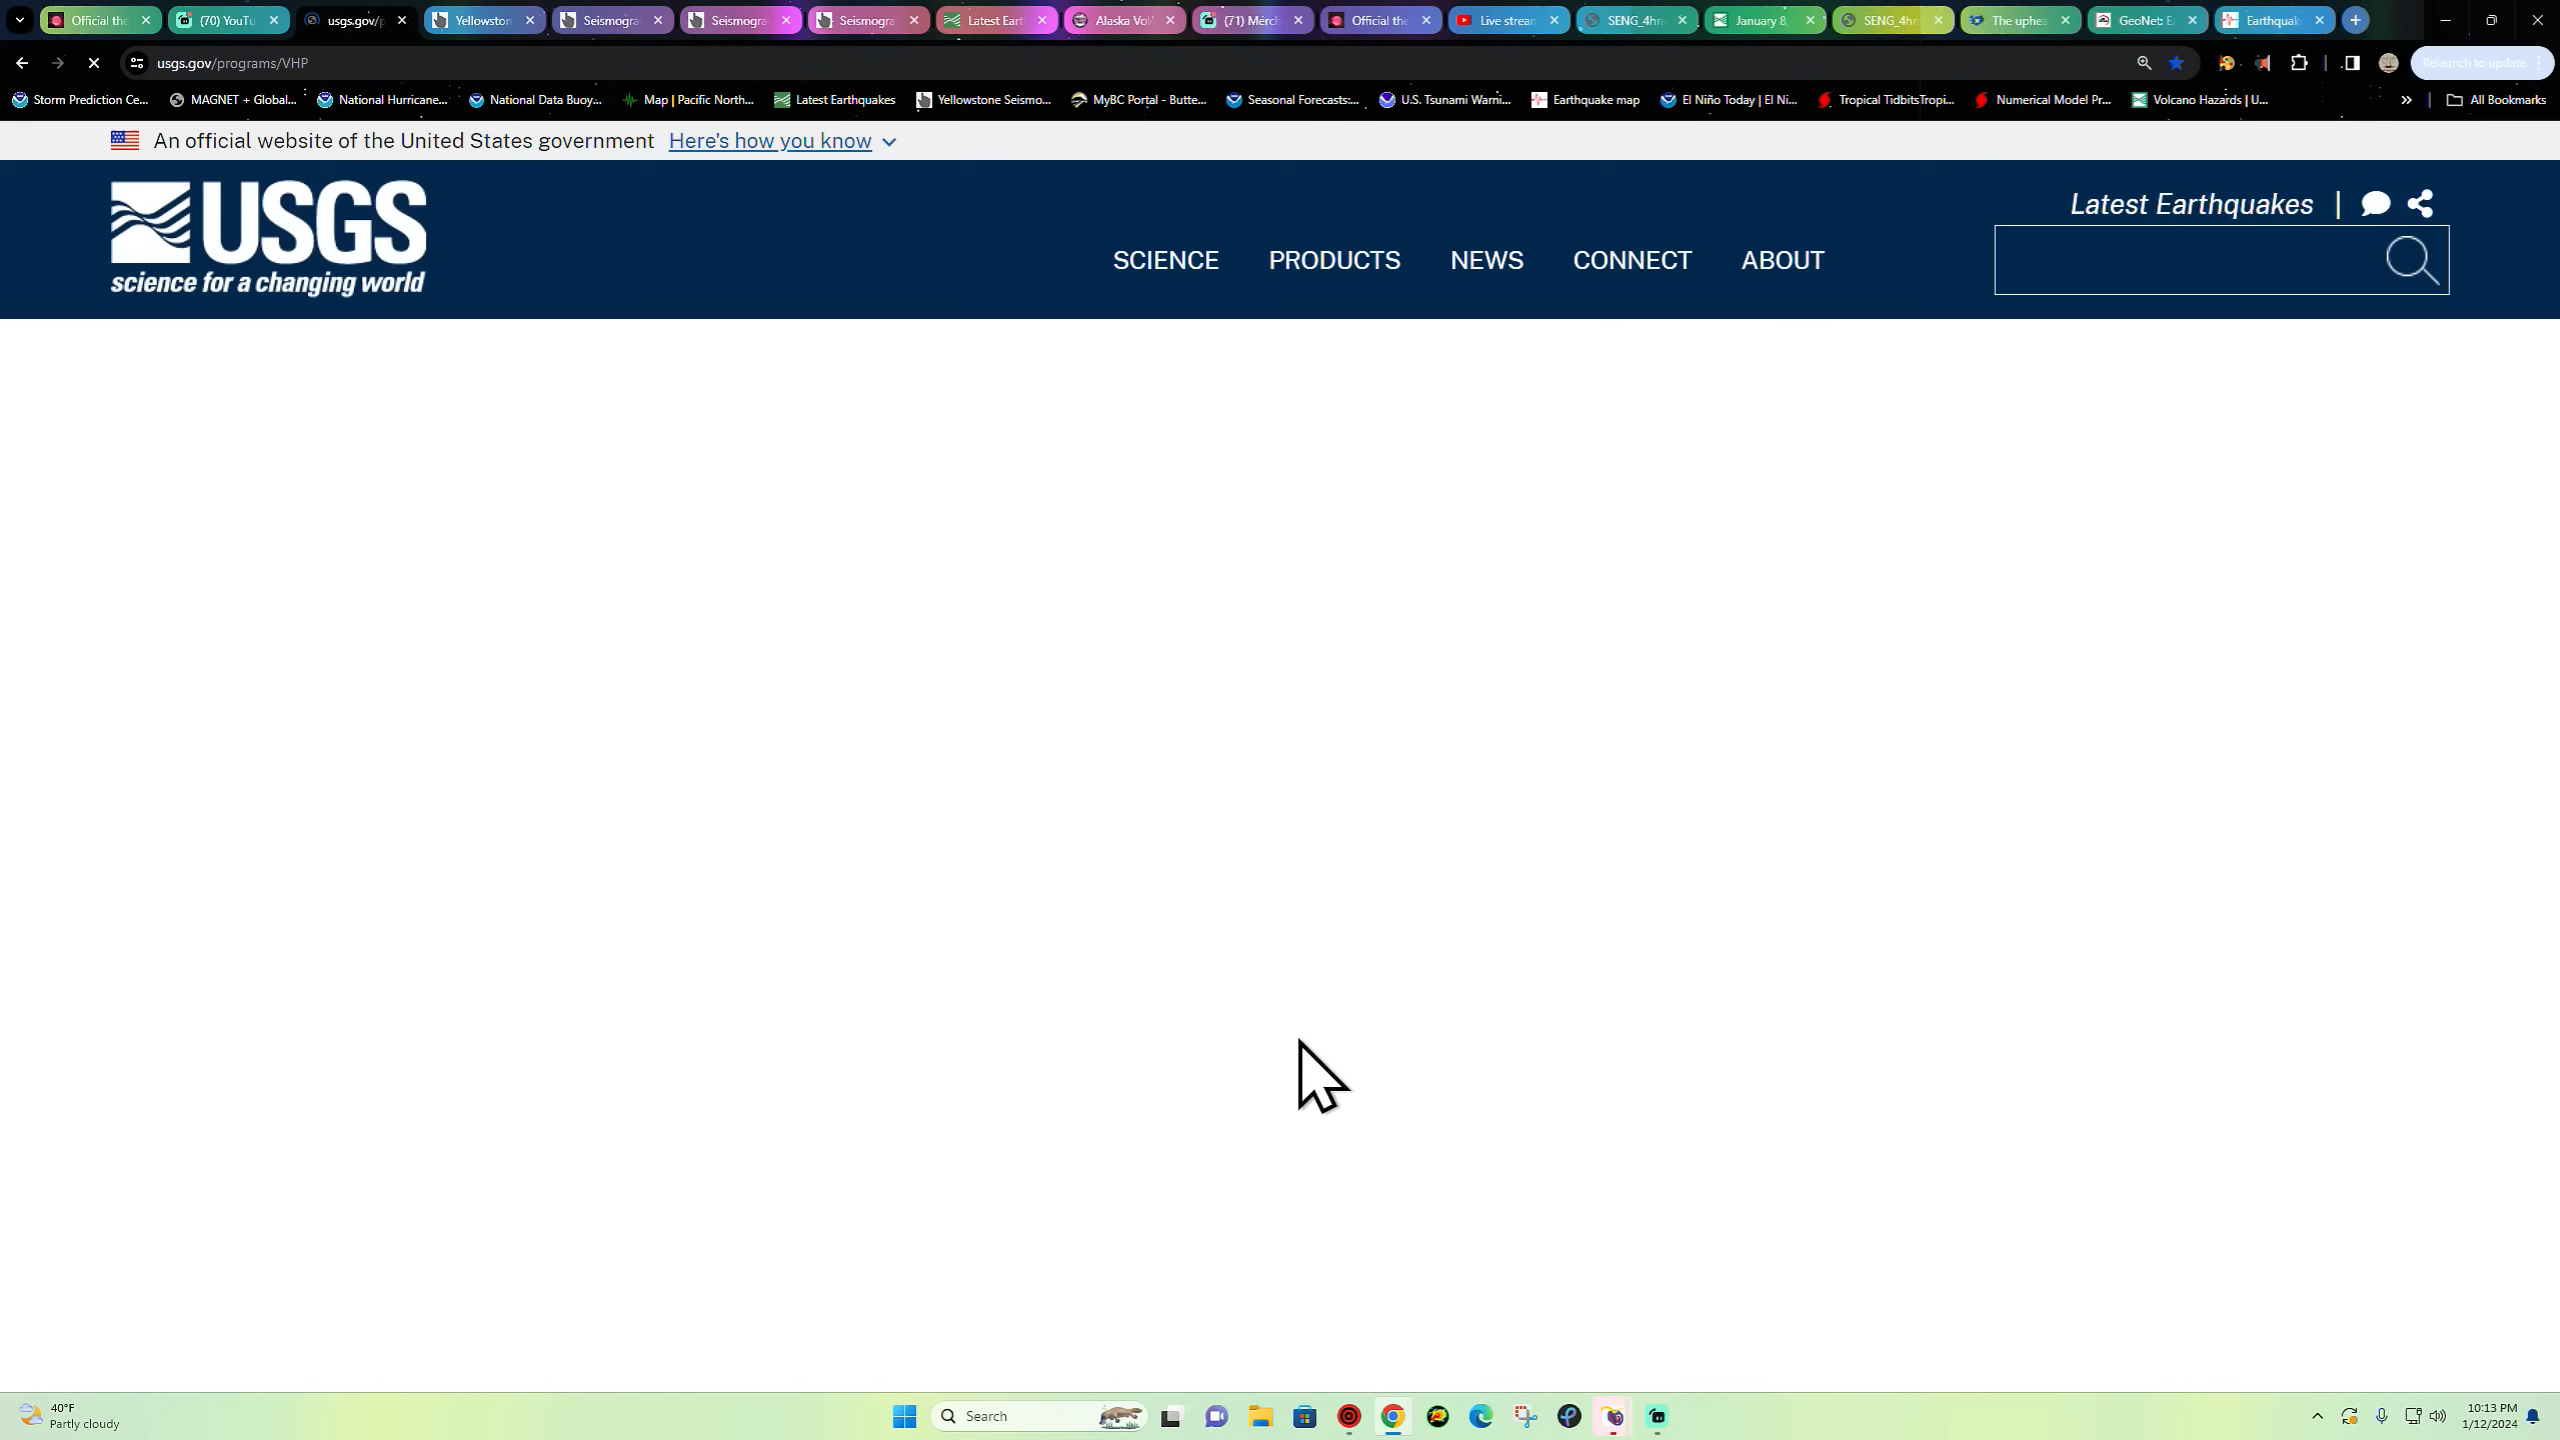 Official the
(70) YouTu
usgs.gov/p
Yellowston
Seismogra
Seismogra
Seismogra
Latest Eart
Alaska Vol
(71) Merch
Official the
Live stream
SENG_4hr
January 8,
SENG_4hr
The uphea
GeoNet: E
Earthquak
usgs.gov/programs/VHP
Relaunch to update
Storm Prediction Ce...
MAGNET + Global...
National Hurricane...
National Data Buoy...
Map | Pacific North...
Latest Earthquakes
Yellowstone Seismo...
MyBC Portal - Butte...
Seasonal Forecasts:...
U.S. Tsunami Warni...
Earthquake map
El Niño Today | El Ni...
Tropical TidbitsTropi...
Numerical Model Pr...
Volcano Hazards | U...
All Bookmarks
An official website of the United States government Here's how you know
USGS
science for a changing world
Latest Earthquakes |
SCIENCE PRODUCTS NEWS CONNECT ABOUT
40°F
Partly cloudy
Search
10:13 PM
1/12/2024